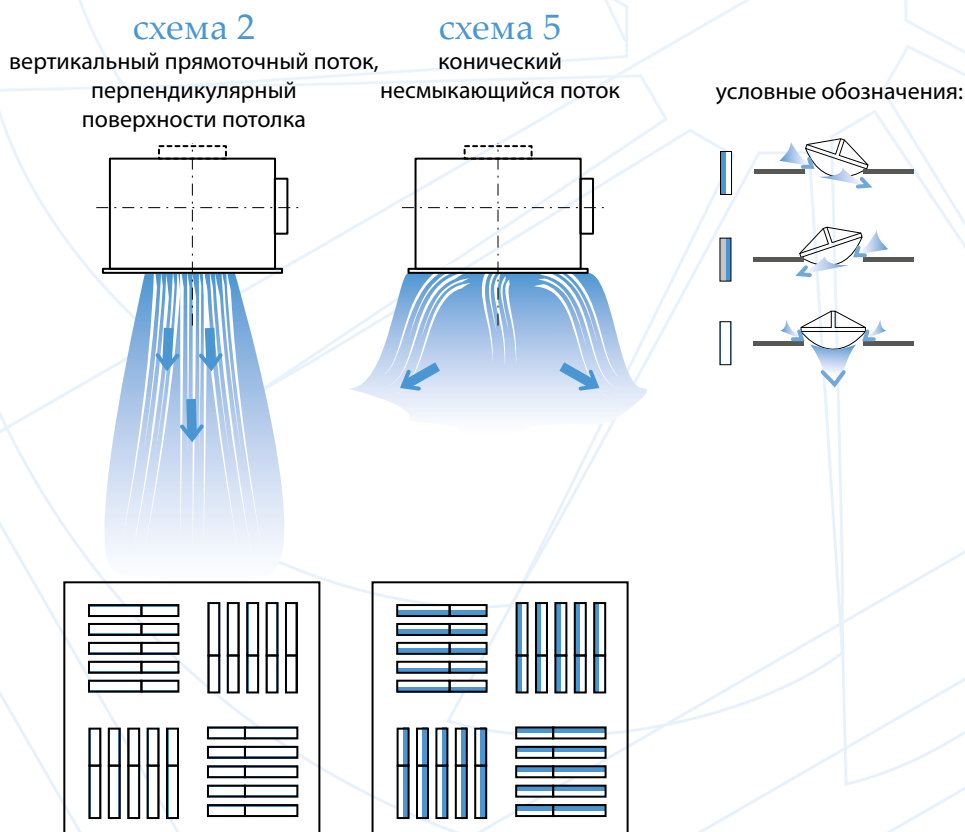 схема 2
вертикальный прямоточный поток,
перпендикулярный
поверхности потолка
схема 5
конический
несмыкающийся поток
условные обозначения: